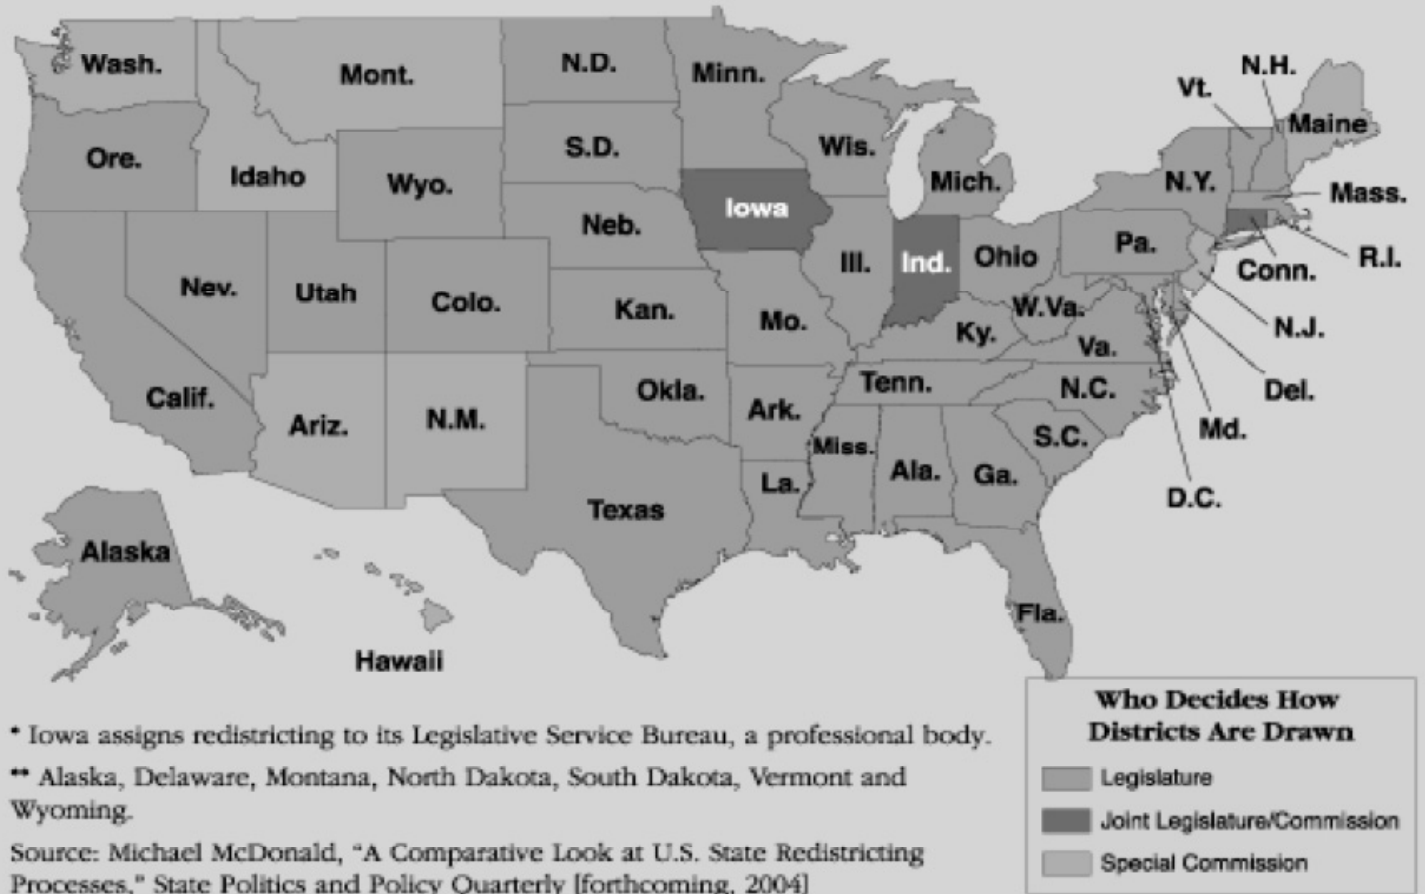 N.H.
Wash.
N.D.
Mont.
Minn.
Vt.
Maine
Ore.
S.D.
Wis.
Idaho
Wyo.
Mich.
N.Y.
Mass.
Iowa
Neb.
Pa.
Ill.
Ind.
Ohio
Conn.
R.I.
Nev.
Utah
Colo.
Kan.
W.Va.
Mo.
Ky.
N.J.
Va.
Calif.
Okla.
Tenn.
N.C.
Del.
Ariz.
N.M.
Ark.
Md.
Miss.
S.C.
La.
Ala.
Ga.
D.C.
Texas
Alaska
Fla.
Hawaii
* Iowa assigns redistricting to its Legislative Service Bureau, a professional body.
** Alaska, Delaware, Montana, North Dakota, South Dakota, Vermont and
Wyoming.
Source: Michael McDonald, "A Comparative Look at U.S. State Redistricting
Processes," State Politics and Policy Quarterly [forthcoming, 2004]
Who Decides How
Districts Are Drawn
Legislature
Joint Legislature/Commission
Special Commission